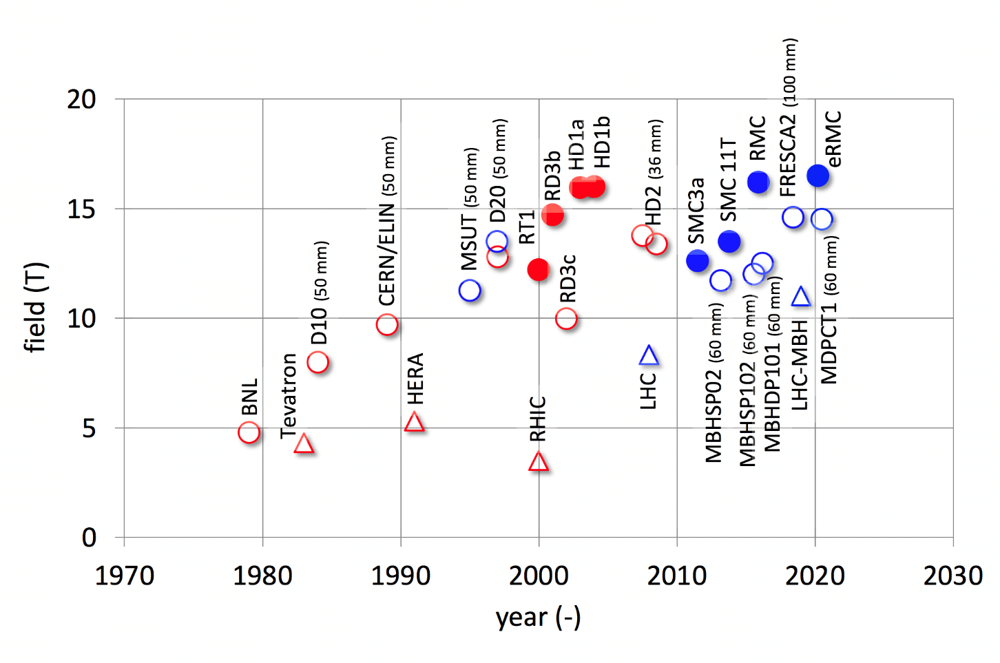 field (T)
20
15
10
5
0
BNL
Tevatron
D10 (50 mm)
CERN/ELIN (50 mm)
HERA
MSUT (50 mm)
D20 (50 mm)
RT1
RHIC
RD3b
RD3c
HD1a
HD1b
HD2 (36 mm)
LHC
SMC3a
SMC 11T
MBHSP02 (60 mm)
RMC
MBHSP102 (60 mm)
MBHDP101 (60 mm)
FRESCA2 (100 mm)
LHC-MBH
eRMC
MDPCT1 (60 mm)
1970
1980
1990
2000
2010
2020
2030
year (-)